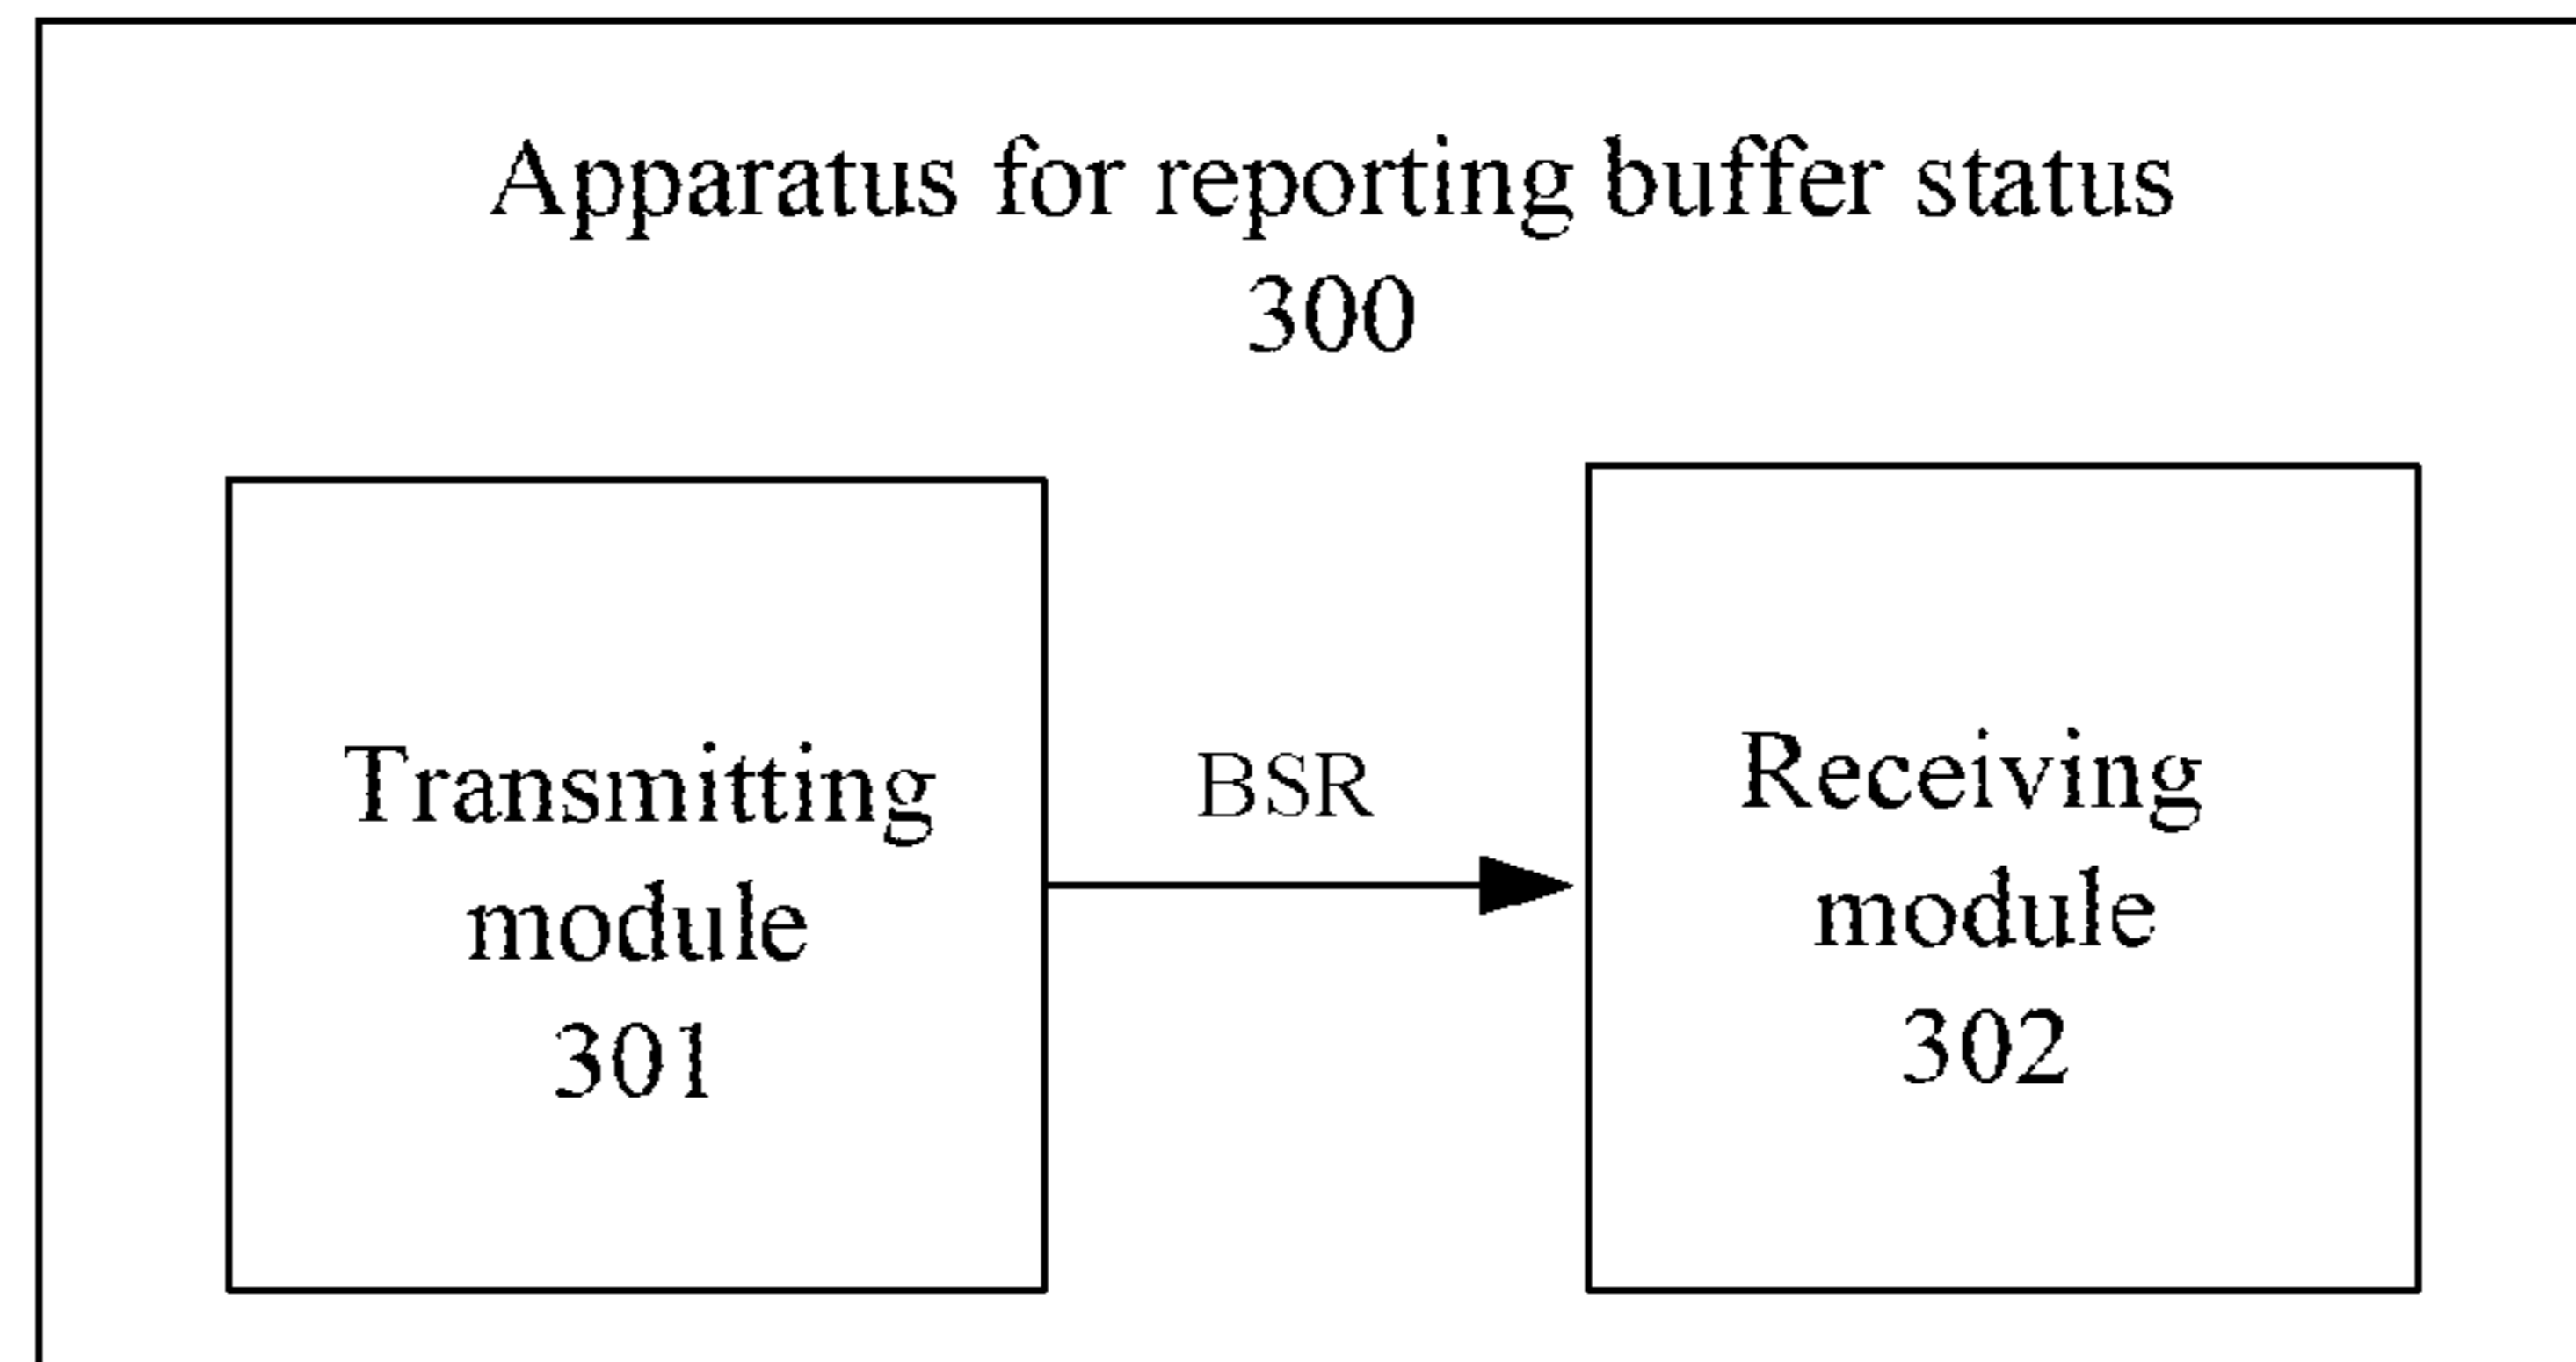 Apparatus for reporting buffer status
300
Transmitting
module
301
BSR
Receiving
module
302